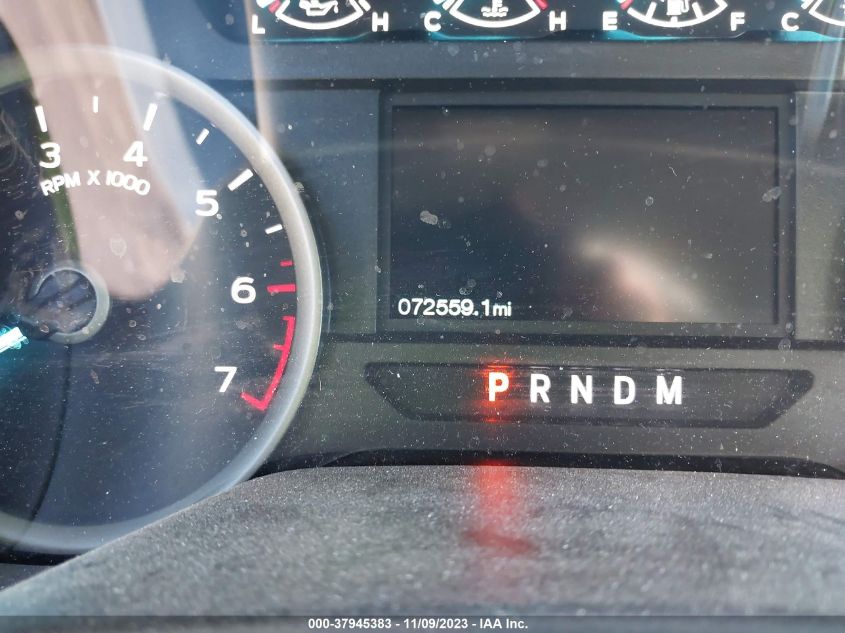 L H C H E F C
3 4
RPM X 1000
5
6
072559.1mi
7
P R N D M
000-37945383 - 11/09/2023 - IAA Inc.